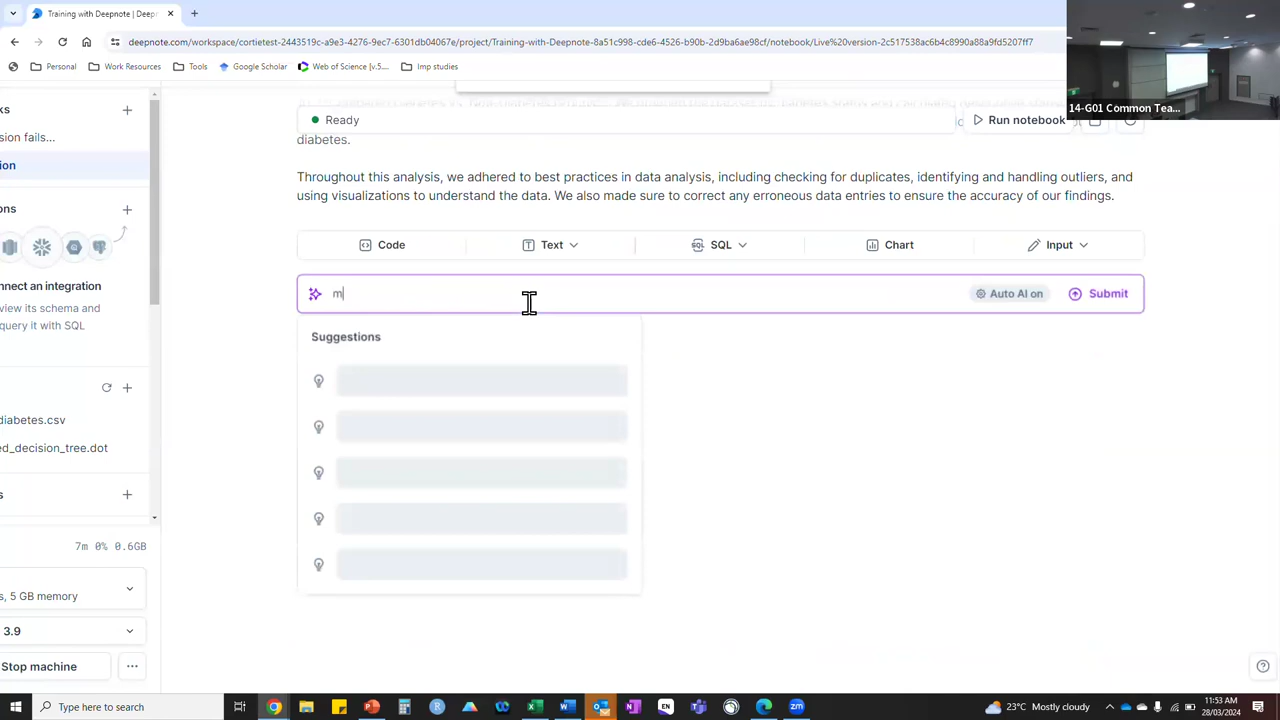 Training with Deepnote | Deepr
deepnote.com/workspace/cortietest-2443519c-a9e3-427d-8ec7-4201db04067e/project/Training-with-Deepnote-8a51c998-cde6-4526-b90b-2d9ba6ae98cf/notebook/Live%20version-2c517538ac6b4c8990a88a9fd5207ff7
Personal
Work Resources
Tools
Google Scholar
Web of Science [v.5....
Imp studies
14-G01 Common Tea...
ks
sion fails...
ion
ons
nnect an integration
view its schema and
query it with SQL
diabetes.csv
ed_decision_tree.dot
s
7m 0% 0.6GB
s, 5 GB memory
3.9
Stop machine
Ready
Run notebook
diabetes.
Throughout this analysis, we adhered to best practices in data analysis, including checking for duplicates, identifying and handling outliers, and
using visualizations to understand the data. We also made sure to correct any erroneous data entries to ensure the accuracy of our findings.
Code
Text
SQL
Chart
Input
m
Auto AI on
Submit
Suggestions
Type here to search
23°C Mostly cloudy
11:53 AM
28/03/2024